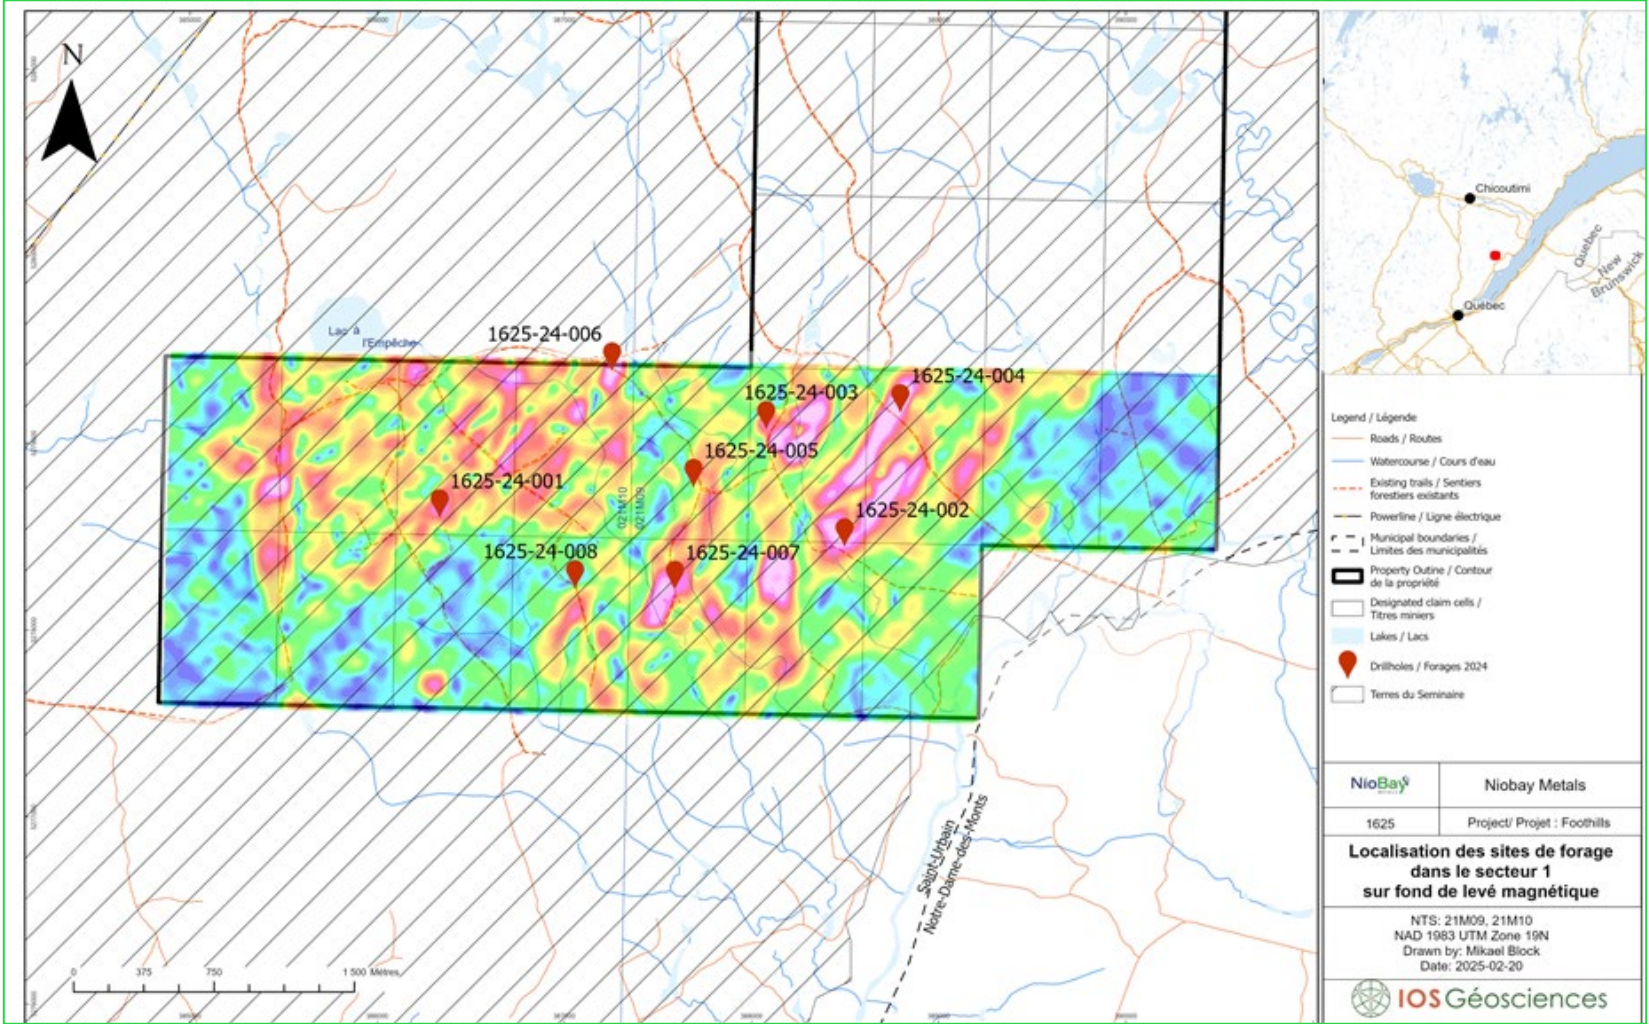 N
Lac à
l'Empêche
1625-24-006
1625-24-004
1625-24-003
1625-24-005
1625-24-001
1625-24-002
021M10
021M09
1625-24-008
1625-24-007
Saint-Urbain
Notre-Dame-des-Monts
0 375 750 1 500 Mètres
Chicoutimi
Québec
Quebec
New
Brunswick
Legend / Légende
Roads / Routes
Watercourse / Cours d'eau
Existing trails / Sentiers
forestiers existants
Powerline / Ligne électrique
Municipal boundaries /
Limites des municipalités
Property Outine / Contour
de la propriété
Designated claim cells /
Titres miniers
Lakes / Lacs
Drillholes / Forages 2024
Terres du Seminaire
NioBay
Niobay Metals
1625
Project/ Projet : Foothills
Localisation des sites de forage
dans le secteur 1
sur fond de levé magnétique
NTS: 21M09, 21M10
NAD 1983 UTM Zone 19N
Drawn by: Mikael Block
Date: 2025-02-20
IOS Géosciences